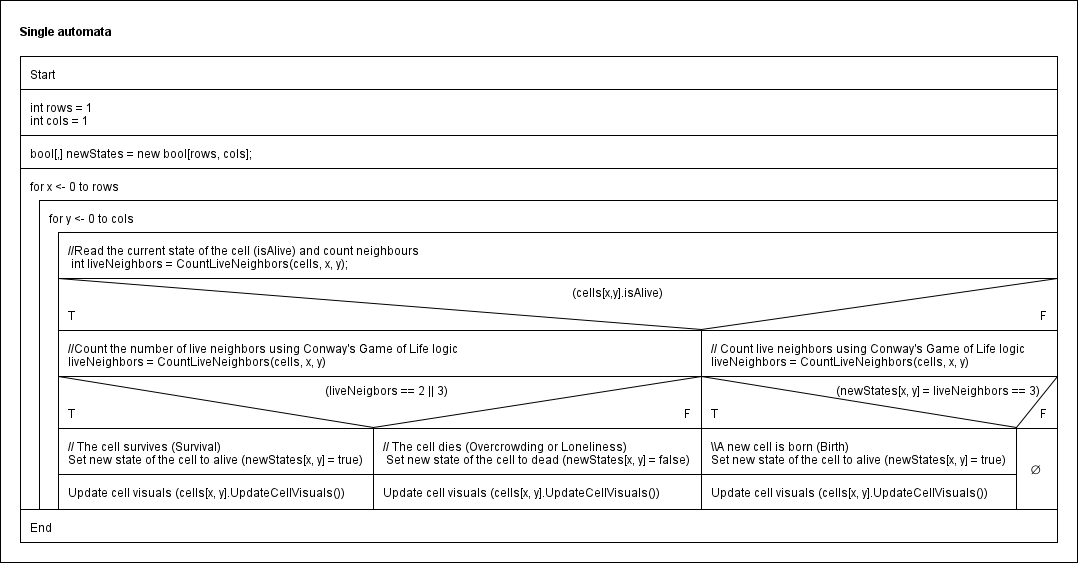 Single automata
Start
int rows = 1
int cols = 1
bool[,] newStates = new bool[rows, cols];
for x <- 0 to rows
for y <- 0 to cols
//Read the current state of the cell (isAlive) and count neighbours
int liveNeighbors = CountLiveNeighbors(cells, x, y);
(cells[x,y].isAlive)
T
F
//Count the number of live neighbors using Conway's Game of Life logic
liveNeighbors = CountLiveNeighbors(cells, x, y)
// Count live neighbors using Conway's Game of Life logic
liveNeighbors = CountLiveNeighbors(cells, x, y)
(liveNeigbors == 2 || 3)
T
F
(newStates[x, y] = liveNeighbors == 3)
T
F
// The cell survives (Survival)
Set new state of the cell to alive (newStates[x, y] = true)
// The cell dies (Overcrowding or Loneliness)
Set new state of the cell to dead (newStates[x, y] = false)
\\A new cell is born (Birth)
Set new state of the cell to alive (newStates[x, y] = true)
∅
Update cell visuals (cells[x, y].UpdateCellVisuals())
Update cell visuals (cells[x, y].UpdateCellVisuals())
Update cell visuals (cells[x, y].UpdateCellVisuals())
End